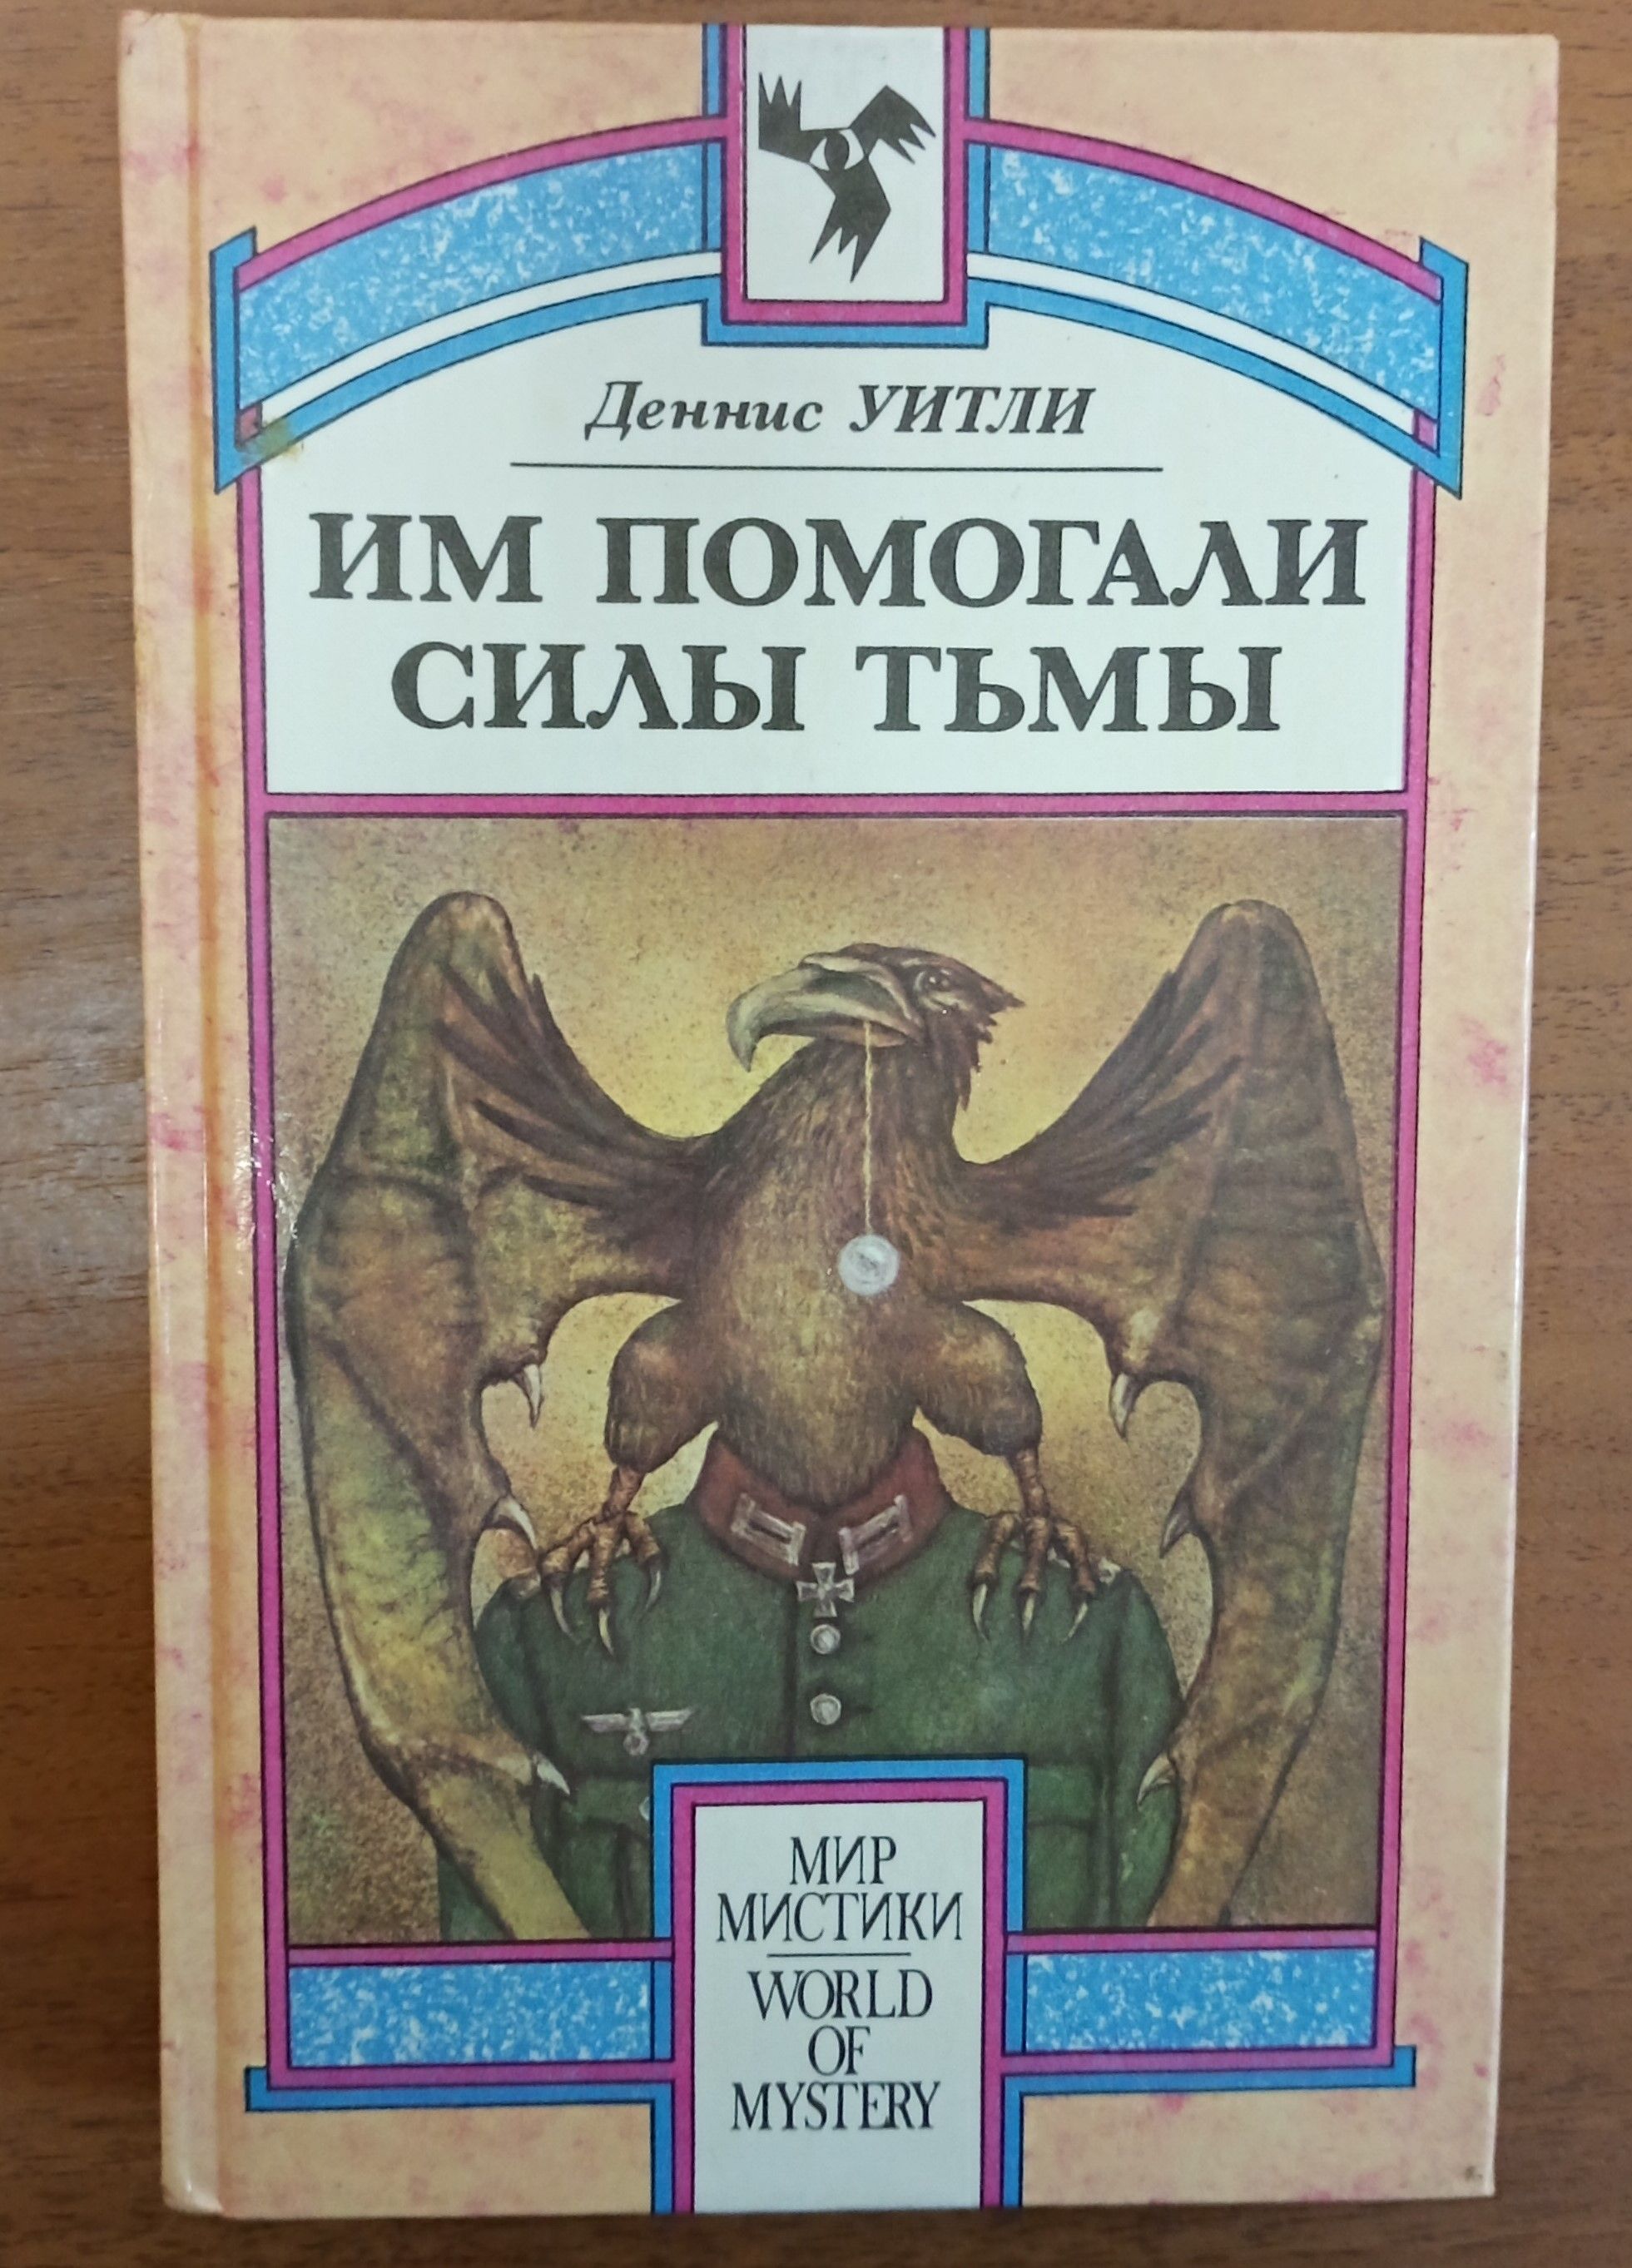 Деннис УИТЛИ
ИМ ПОМОГАЛИ
СИЛЫ ТЬМЫ
МИР
МИСТИКИ
WORLD
OF
MYSTERY